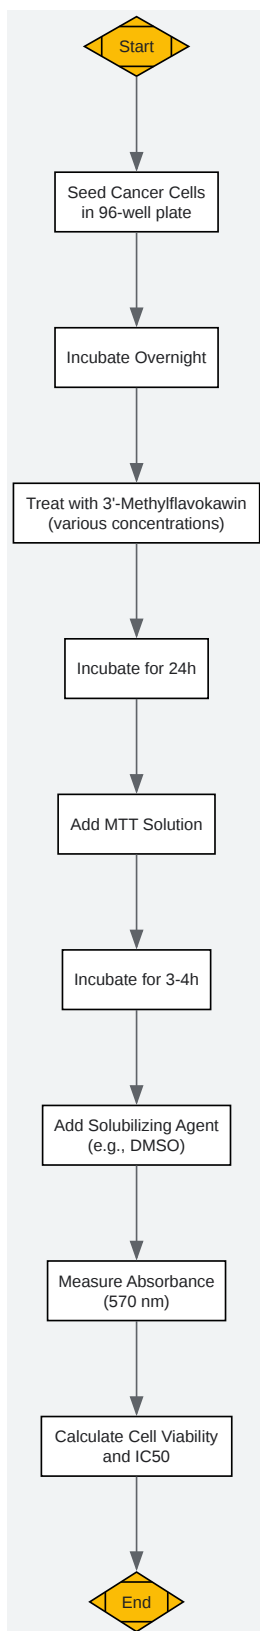 Start
Seed Cancer Cells
in 96-well plate
Incubate Overnight
Treat with 3'-Methylflavokawin
(various concentrations)
Incubate for 24h
Add MTT Solution
Incubate for 3-4h
Add Solubilizing Agent
(e.g., DMSO)
Measure Absorbance
(570 nm)
Calculate Cell Viability
and IC50
End